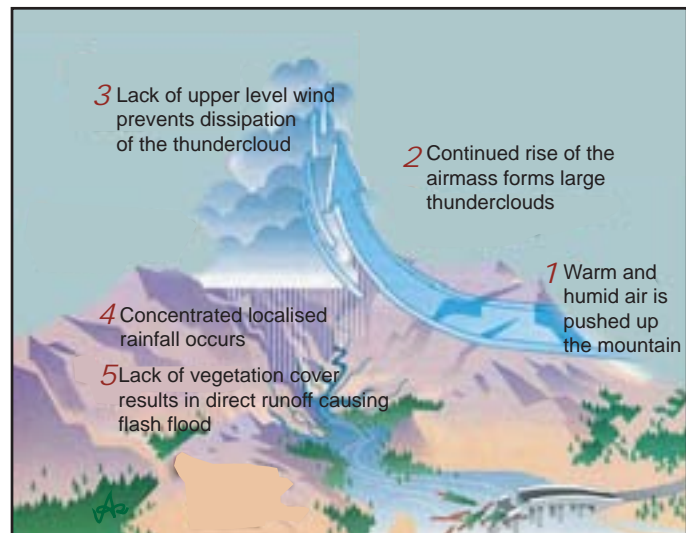 3 Lack of upper level wind
prevents dissipation
of the thundercloud
2 Continued rise of the
airmass forms large
thunderclouds
1 Warm and
humid air is
pushed up
the mountain
4 Concentrated localised
rainfall occurs
5 Lack of vegetation cover
results in direct runoff causing
flash flood